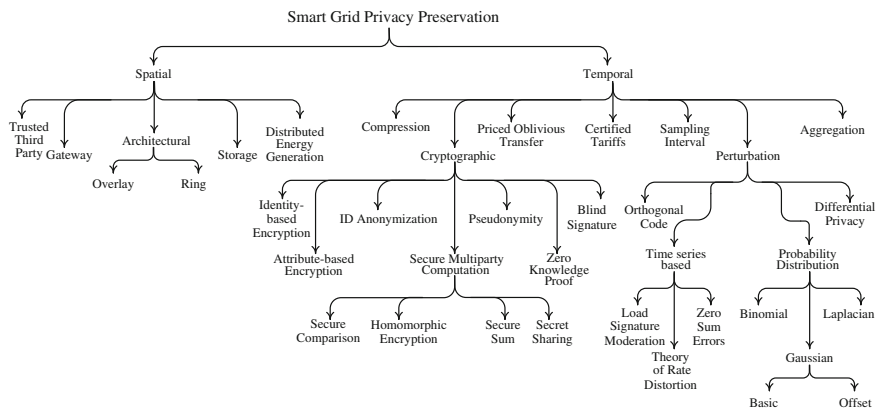 Smart Grid Privacy Preservation
Spatial
Temporal
Trusted
Third
Party
Gateway
Architectural
Storage
Distributed
Energy
Generation
Overlay
Ring
Compression
Cryptographic
Priced Oblivious
Transfer
Certified
Tariffs
Sampling
Interval
Perturbation
Aggregation
Identity-
based
Encryption
Attribute-based
Encryption
ID Anonymization
Secure Multiparty
Computation
Pseudonymity
Zero
Knowledge
Proof
Blind
Signature
Secure
Comparison
Homomorphic
Encryption
Secure
Sum
Secret
Sharing
Orthogonal
Code
Time series
based
Probability
Distribution
Differential
Privacy
Load
Signature
Moderation
Theory
of Rate
Distortion
Zero
Sum
Errors
Binomial
Gaussian
Laplacian
Basic
Offset